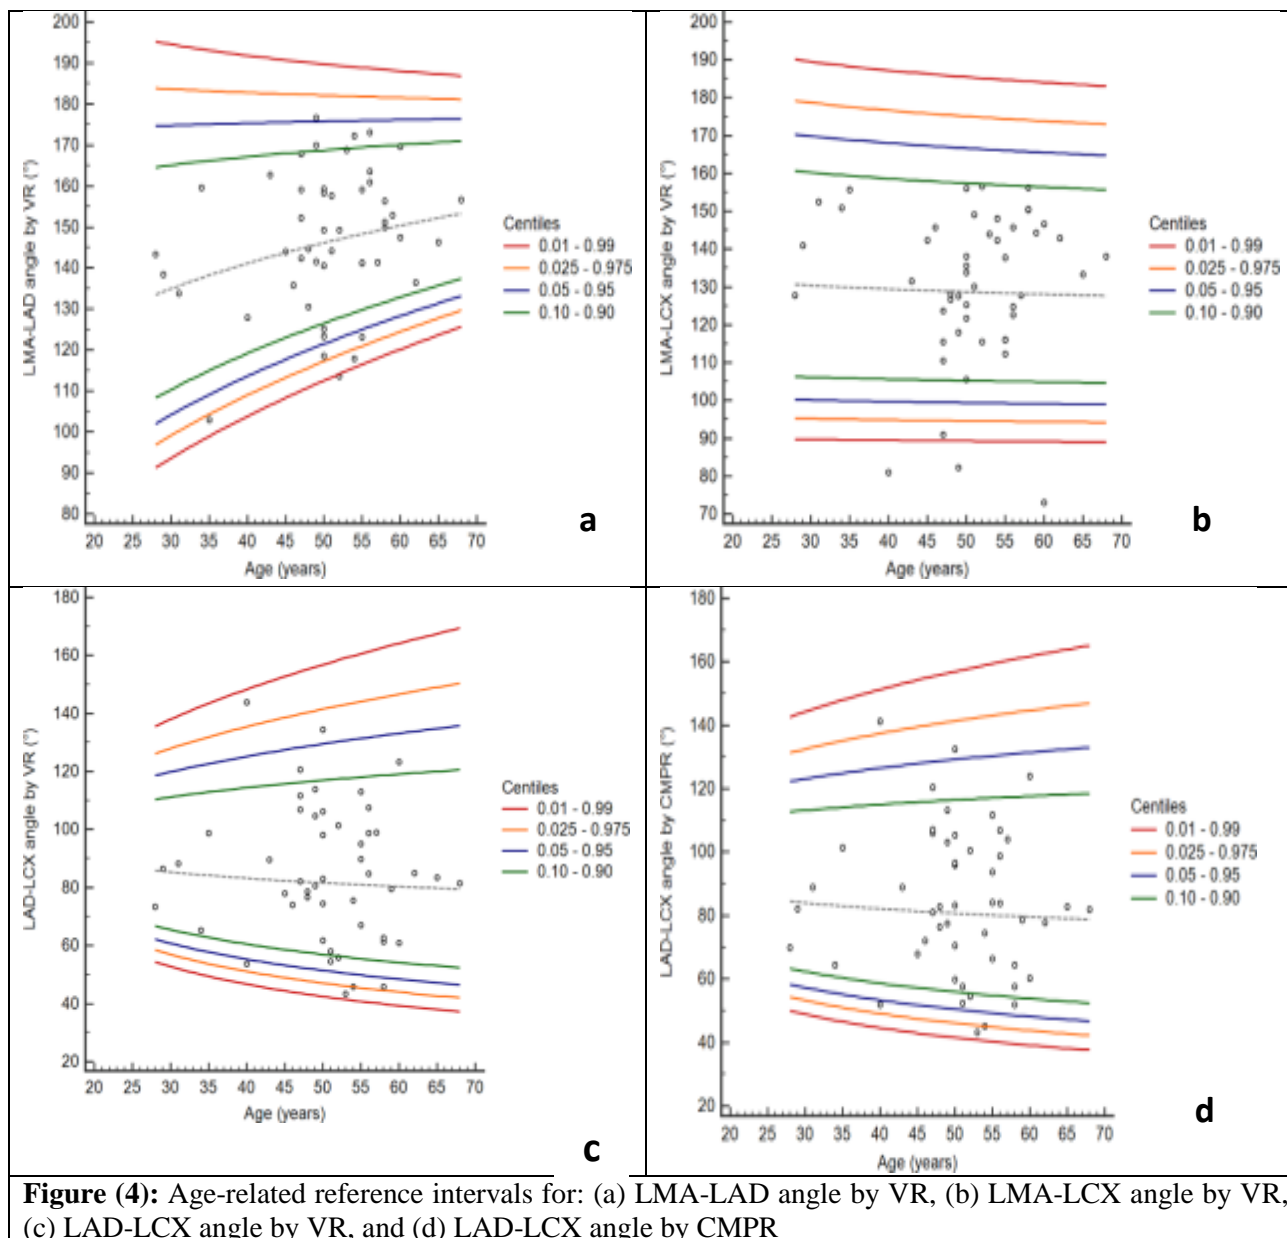 200
190
180
170
160
150
140
130
120
110
100
90
80
LMA-LAD angle by VR (°)
20 25 30 35 40 45 50 55 60 65 70
Age (years)
Centiles
0.01 - 0.99
0.025 - 0.975
0.05 - 0.95
0.10 - 0.90
a
200
190
180
170
160
150
140
130
120
110
100
90
80
70
LMA-LCX angle by VR (°)
20 25 30 35 40 45 50 55 60 65 70
Age (years)
Centiles
0.01 - 0.99
0.025 - 0.975
0.05 - 0.95
0.10 - 0.90
b
180
160
140
120
100
80
60
40
20
LAD-LCX angle by VR (°)
20 25 30 35 40 45 50 55 60 65 70
Age (years)
Centiles
0.01 - 0.99
0.025 - 0.975
0.05 - 0.95
0.10 - 0.90
c
180
160
140
120
100
80
60
40
20
LAD-LCX angle by CMPR (°)
20 25 30 35 40 45 50 55 60 65 70
Age (years)
Centiles
0.01 - 0.99
0.025 - 0.975
0.05 - 0.95
0.10 - 0.90
d
Figure (4): Age-related reference intervals for: (a) LMA-LAD angle by VR, (b) LMA-LCX angle by VR,
(c) LAD-LCX angle by VR, and (d) LAD-LCX angle by CMPR